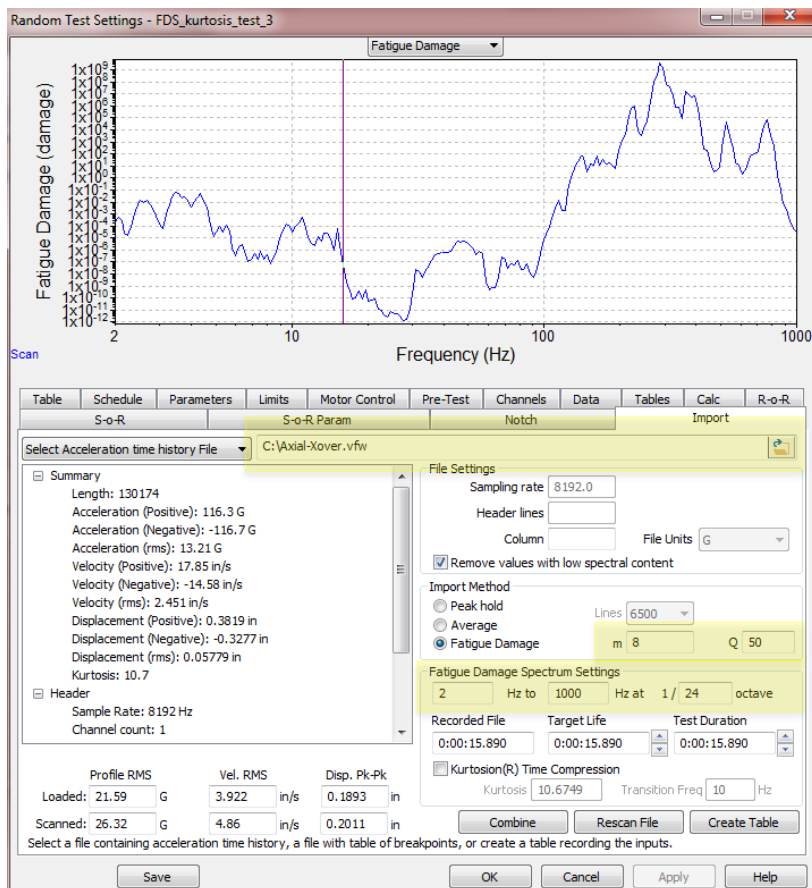 Random Test Settings - FDS_kurtosis_test_3
Fatigue Damage
Fatigue Damage (damage)
1x10^9
1x10^8
1x10^7
1x10^6
1x10^5
1x10^4
1x10^3
1x10^2
1x10^1
1x10^0
1x10^-1
1x10^-2
1x10^-3
1x10^-4
1x10^-5
1x10^-6
1x10^-7
1x10^-8
1x10^-9
1x10^-10
1x10^-11
1x10^-12
2 10 100 1000
Scan
Frequency (Hz)
Table Schedule Parameters Limits Motor Control Pre-Test Channels Data Tables Calc R-o-R
S-o-R S-o-R Param Notch Import
Select Acceleration time history File C:\Axial-Xover.vfw
Summary
Length: 130174
Acceleration (Positive): 116.3 G
Acceleration (Negative): -116.7 G
Acceleration (rms): 13.21 G
Velocity (Positive): 17.85 in/s
Velocity (Negative): -14.58 in/s
Velocity (rms): 2.451 in/s
Displacement (Positive): 0.3819 in
Displacement (Negative): -0.3277 in
Displacement (rms): 0.05779 in
Kurtosis: 10.7
Header
Sample Rate: 8192 Hz
Channel count: 1
File Settings
Sampling rate 8192.0
Header lines
Column File Units G
Remove values with low spectral content
Import Method
Peak hold Lines 6500
Average
Fatigue Damage m 8 Q 50
Fatigue Damage Spectrum Settings
2 Hz to 1000 Hz at 1 / 24 octave
Recorded File Target Life Test Duration
0:00:15.890 0:00:15.890 0:00:15.890
Kurtosion(R) Time Compression
Kurtosis 10.6749 Transition Freq 10 Hz
Profile RMS Vel. RMS Disp. Pk-Pk
Loaded: 21.59 G 3.922 in/s 0.1893 in
Scanned: 26.32 G 4.86 in/s 0.2011 in
Combine Rescan File Create Table
Select a file containing acceleration time history, a file with table of breakpoints, or create a table recording the inputs.
Save OK Cancel Apply Help